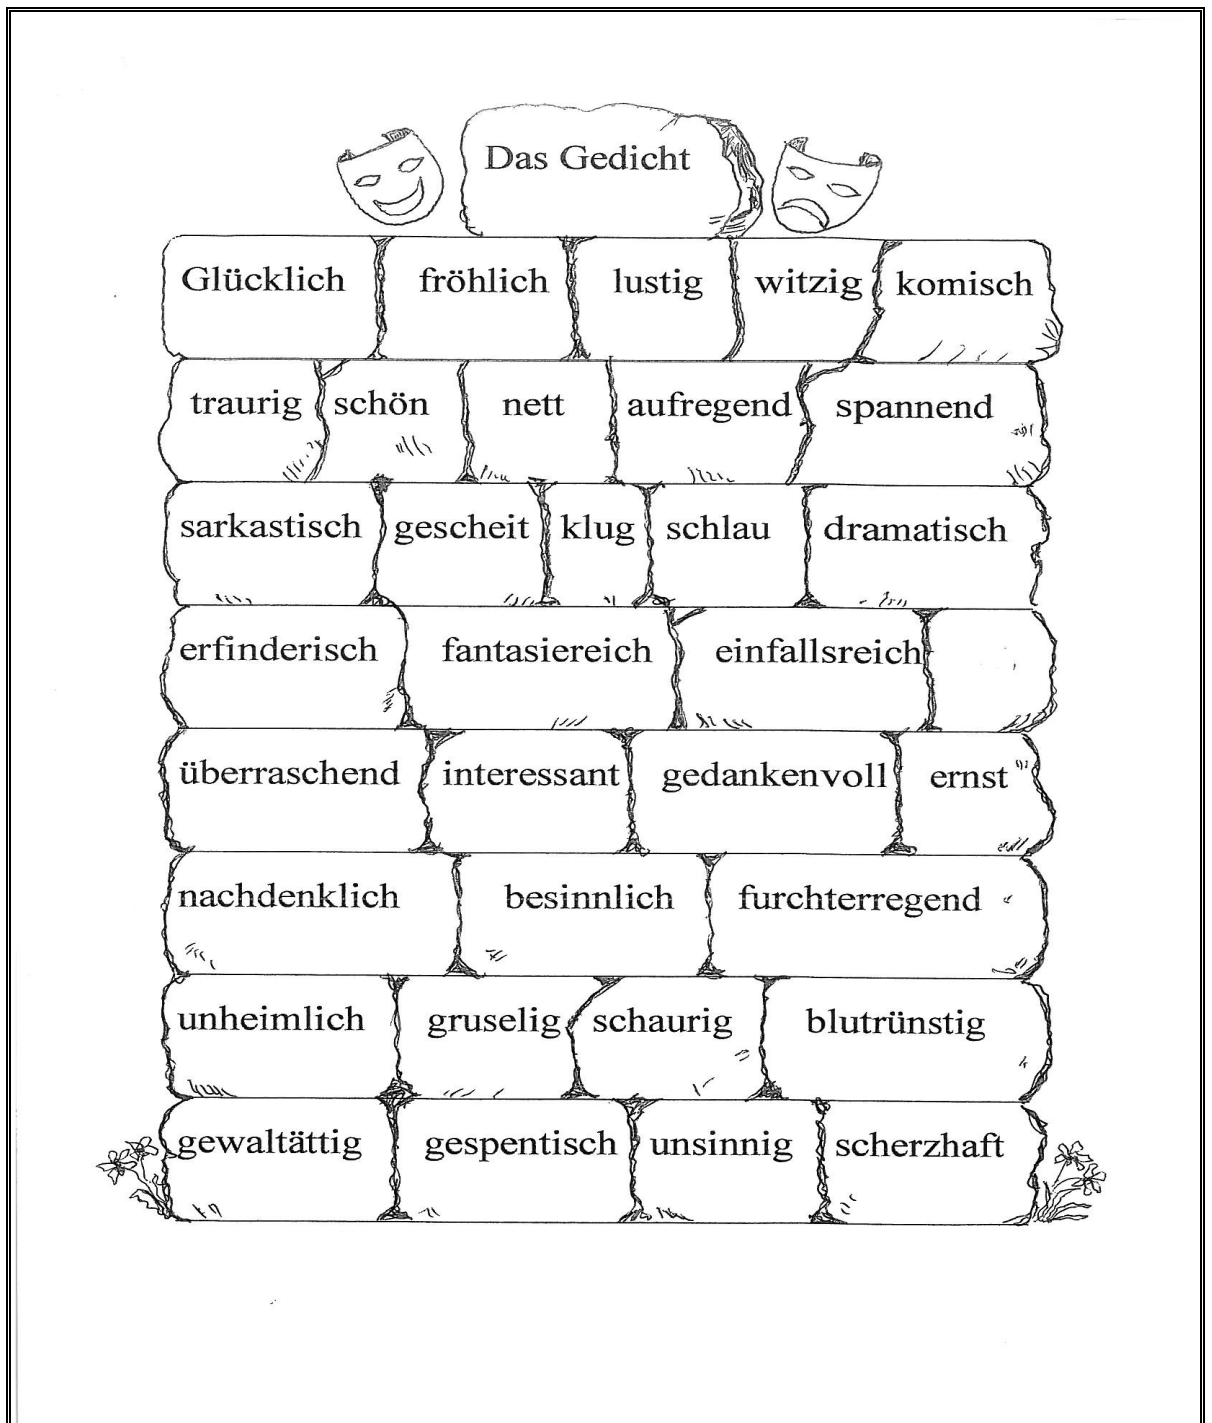 Das Gedicht
Glücklich fröhlich lustig witzig komisch
traurig schön nett aufregend spannend
sarkastisch gescheit klug schlau dramatisch
erfinderisch fantasiereich einfallsreich
überraschend interessant gedankenvoll ernst
nachdenklich besinnlich furchterregend
unheimlich gruselig schaurig blutrünstig
gewaltättig gespentisch unsinnig scherzhaft